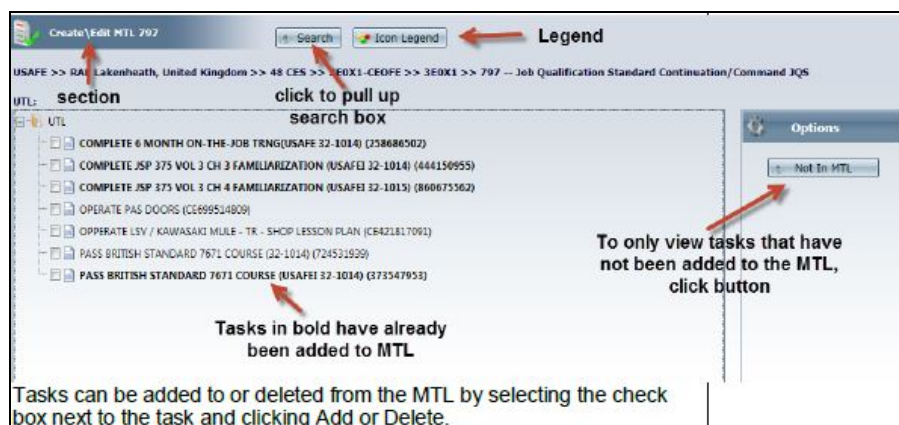 Create\Edit MTL 797
Search
Icon Legend
Legend
USAFE >> RAF Lakenheath, United Kingdom >> 48 CES >> 3E0X1-CEOFE >> 3E0X1 >> 797 -- Job Qualification Standard Continuation/Command JQS
section
click to pull up
search box
UTL:
UTL
COMPLETE 6 MONTH ON-THE-JOB TRNG(USAFE 32-1014) (258686502)
COMPLETE JSP 375 VOL 3 CH 3 FAMILIARIZATION (USAFEI 32-1014) (444150955)
COMPLETE JSP 375 VOL 3 CH 4 FAMILIARIZATION (USAFEI 32-1015) (860675562)
OPERATE PAS DOORS (CE699514809)
OPPERATE LSV / KAWASAKI MULE - TR - SHOP LESSON PLAN (CE421817091)
PASS BRITISH STANDARD 7671 COURSE (32-1014) (724531939)
PASS BRITISH STANDARD 7671 COURSE (USAFEI 32-1014) (373547953)
Options
Not In MTL
To only view tasks that have
not been added to the MTL,
click button
Tasks in bold have already
been added to MTL
Tasks can be added to or deleted from the MTL by selecting the check
box next to the task and clicking Add or Delete.